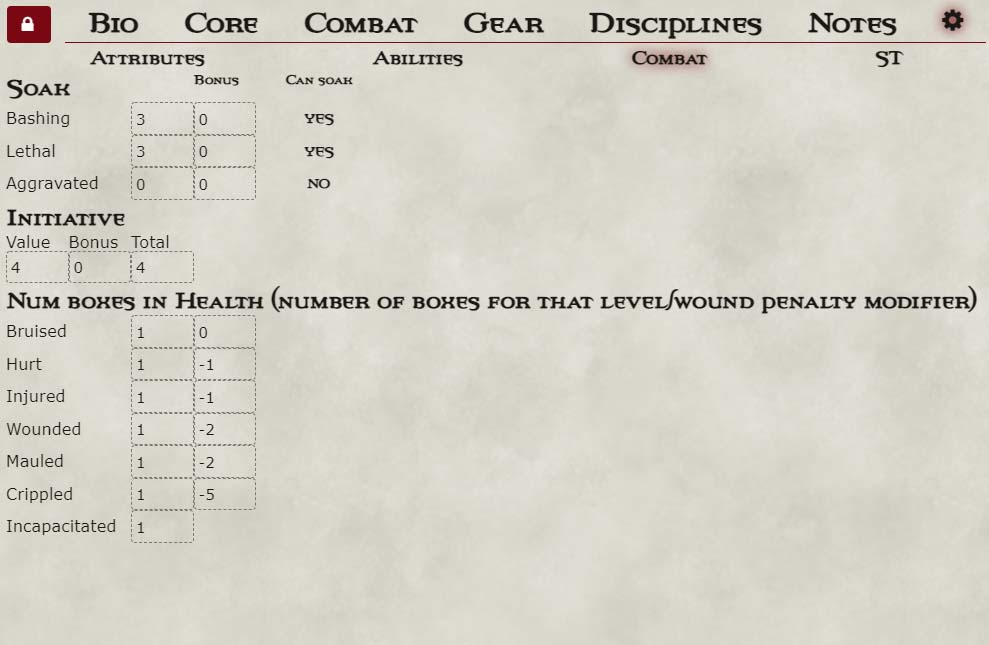 Bio Core Combat Gear Disciplines Notes
Attributes Abilities Combat ST
Soak Bonus Can soak
Bashing 3 0 YES
Lethal 3 0 YES
Aggravated 0 0 NO
Initiative
Value Bonus Total
4 0 4
Num boxes in Health (number of boxes for that level/wound penalty modifier)
Bruised 1 0
Hurt 1 -1
Injured 1 -1
Wounded 1 -2
Mauled 1 -2
Crippled 1 -5
Incapacitated 1